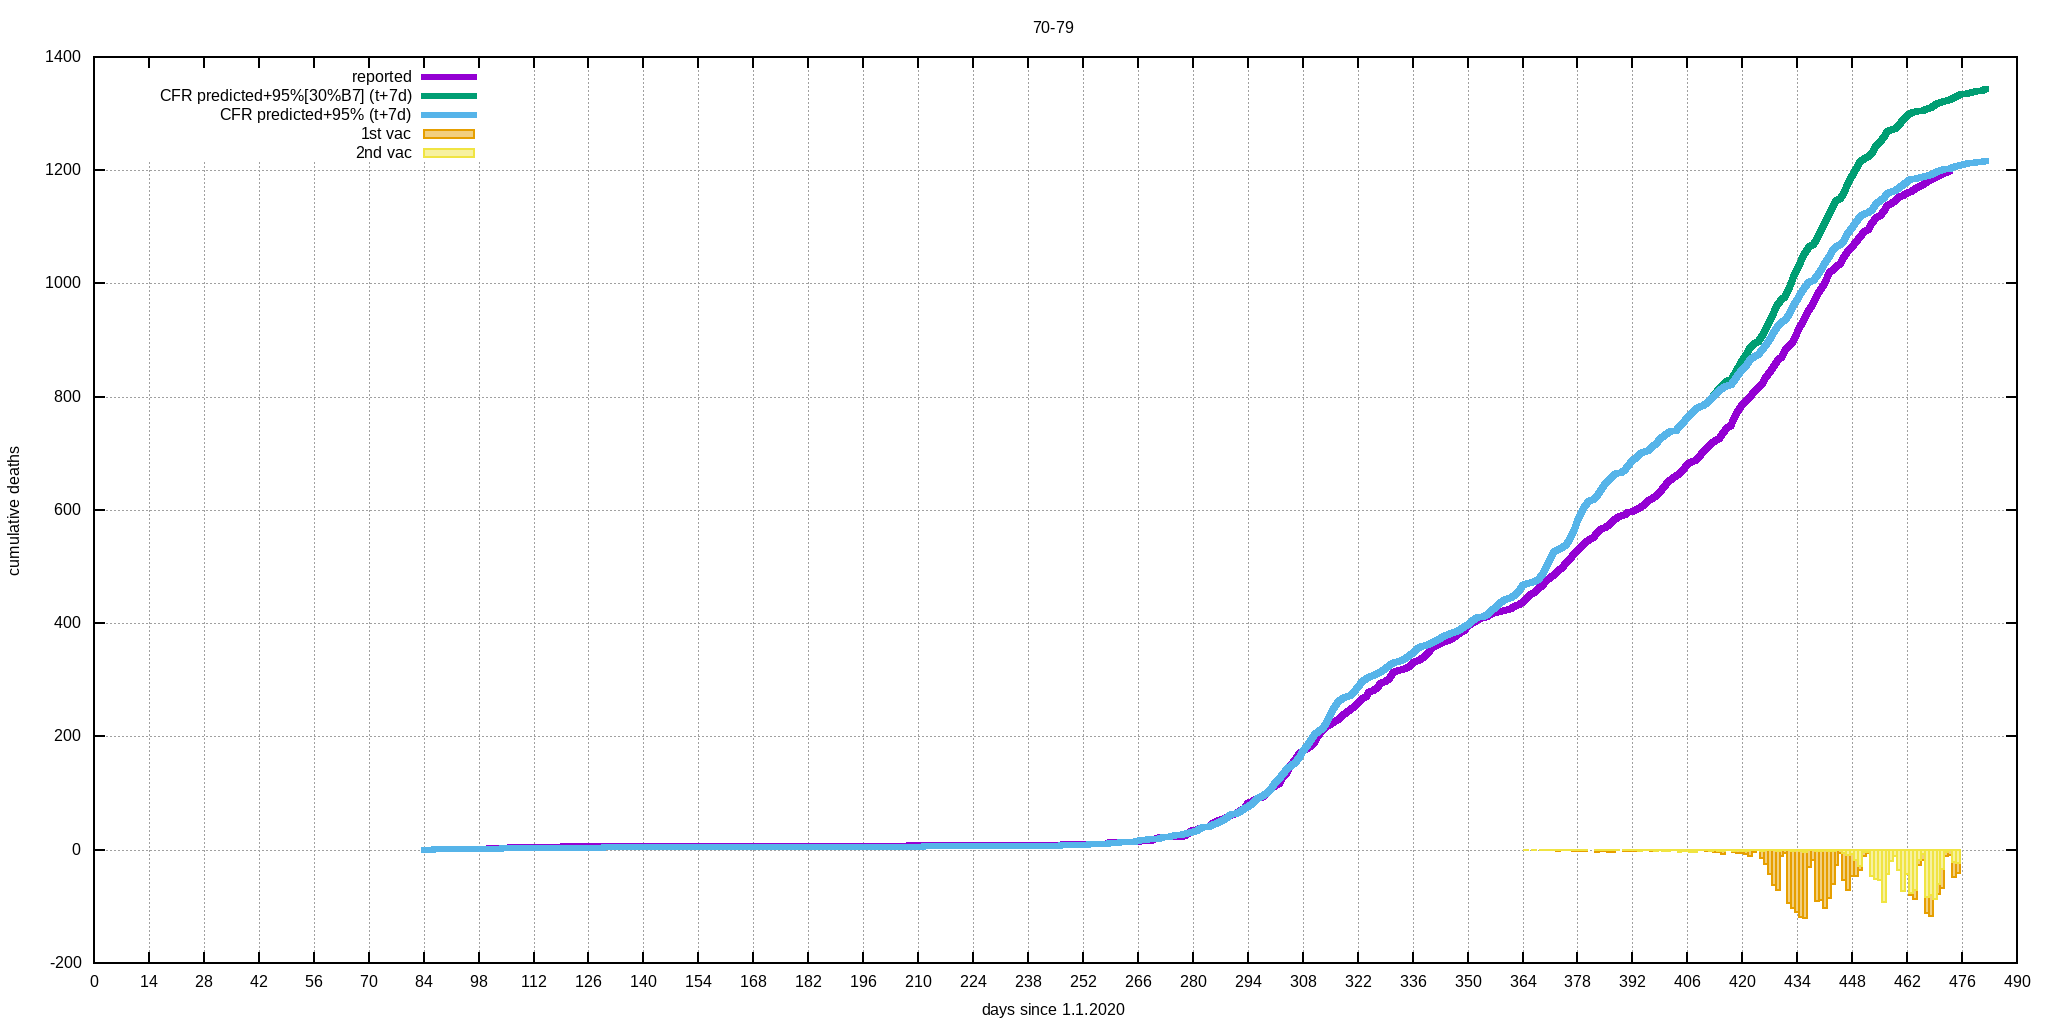 70-79
1400
1200
1000
800
600
400
200
0
-200
cumulative deaths
reported
CFR predicted+95%[30%B7] (t+7d)
CFR predicted+95% (t+7d)
1st vac
2nd vac
0 14 28 42 56 70 84 98 112 126 140 154 168 182 196 210 224 238 252 266 280 294 308 322 336 350 364 378 392 406 420 434 448 462 476 490
days since 1.1.2020